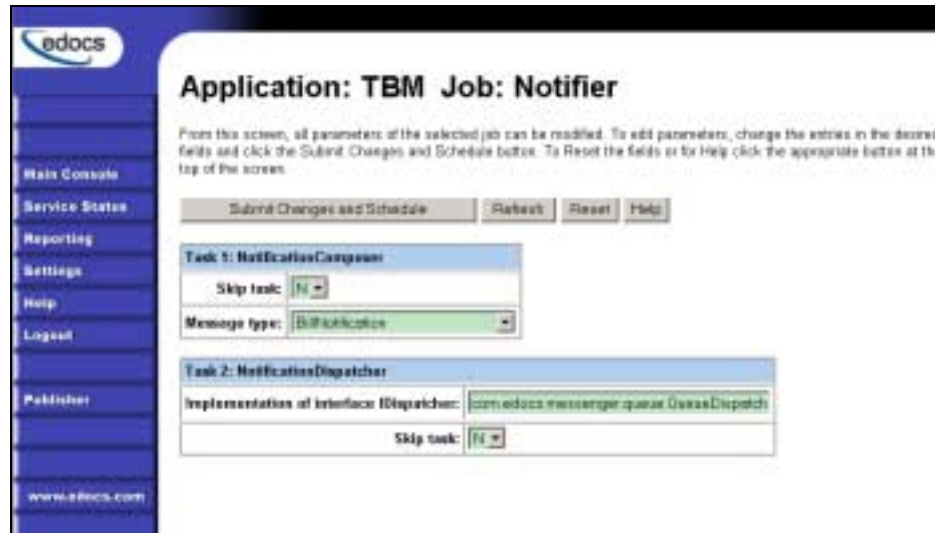 edocs
Application: TBM Job: Notifier
From this screen, all parameters of the selected job can be modified. To edit parameters, change the entries in the desired
fields and click the Submit Changes and Schedule button. To Reset the fields or for Help click the appropriate button at th
top of the screen.
Submit Changes and Schedule Refresh Reset Help
Main Console
Service Status
Reporting
Settings
Help
Logout
Publisher
www.edocs.com
Task 1: NotificationComposer
Skip task: N
Message type: BillNotification
Task 2: NotificationDispatcher
Implementation of interface IDispatcher: com.edocs.messenger.queue.QueueDispatch
Skip task: N